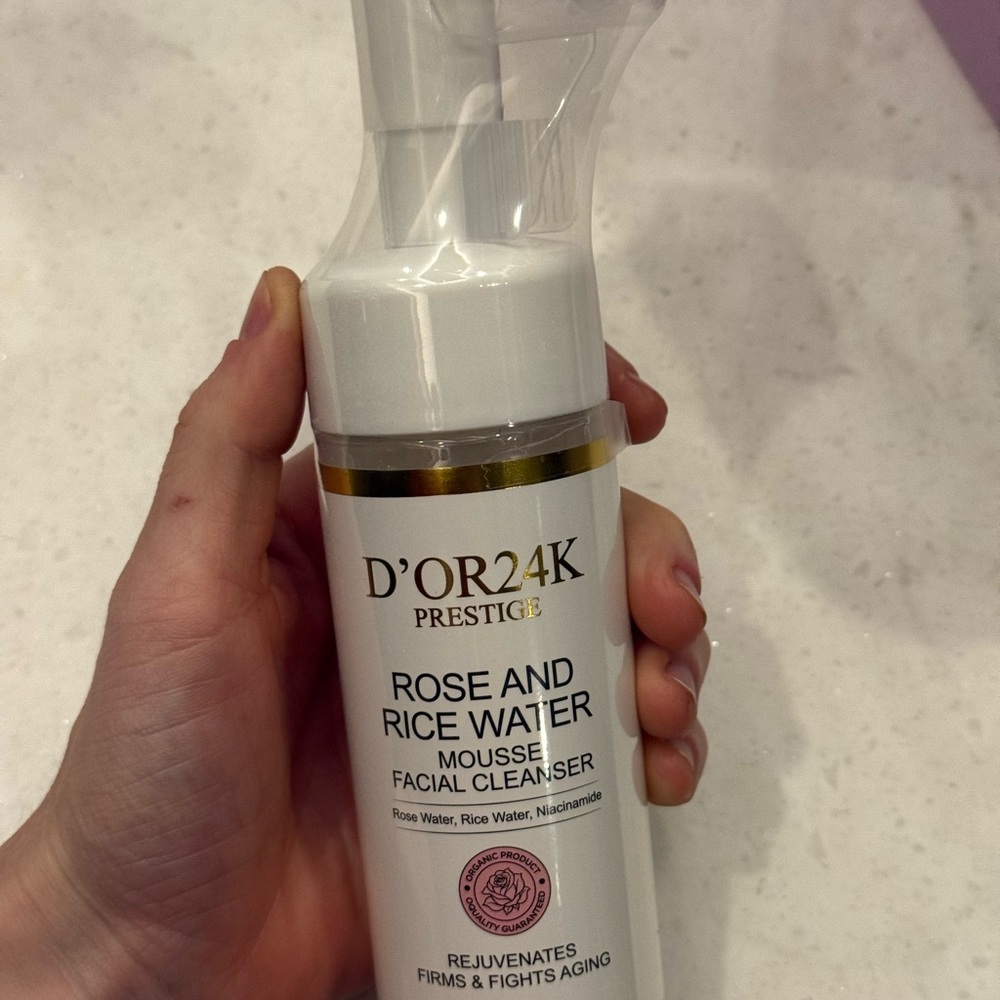 D'OR24K
PRESTIGE
ROSE AND
RICE WATER
MOUSSE
FACIAL CLEANSER
Rose Water, Rice Water, Niacinamide
ORGANIC PRODUCT
OQUALITY GUARANTEED
REJUVENATES
FIRMS & FIGHTS AGING